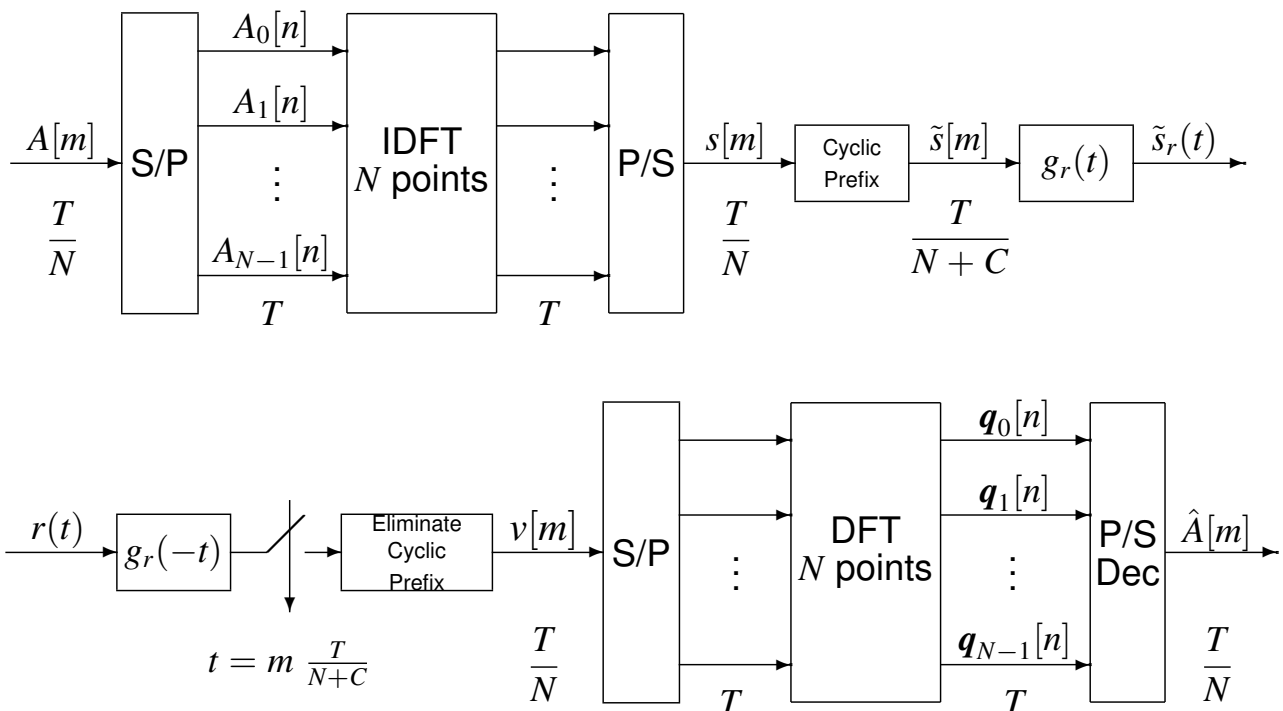 A_0[n]
A_1[n]
A[m]
S/P
IDFT
N points
⋮
⋮
P/S
s[m]
Cyclic
Prefix
s̃[m]
g_r(t)
s̃_r(t)
T/N
A_{N−1}[n]
T
T
T/N
T/(N + C)
r(t)
g_r(−t)
t = m T/(N+C)
Eliminate
Cyclic
Prefix
v[m]
T/N
S/P
⋮
T
DFT
N points
q_0[n]
q_1[n]
⋮
q_{N−1}[n]
T
P/S
Dec
Â[m]
T/N